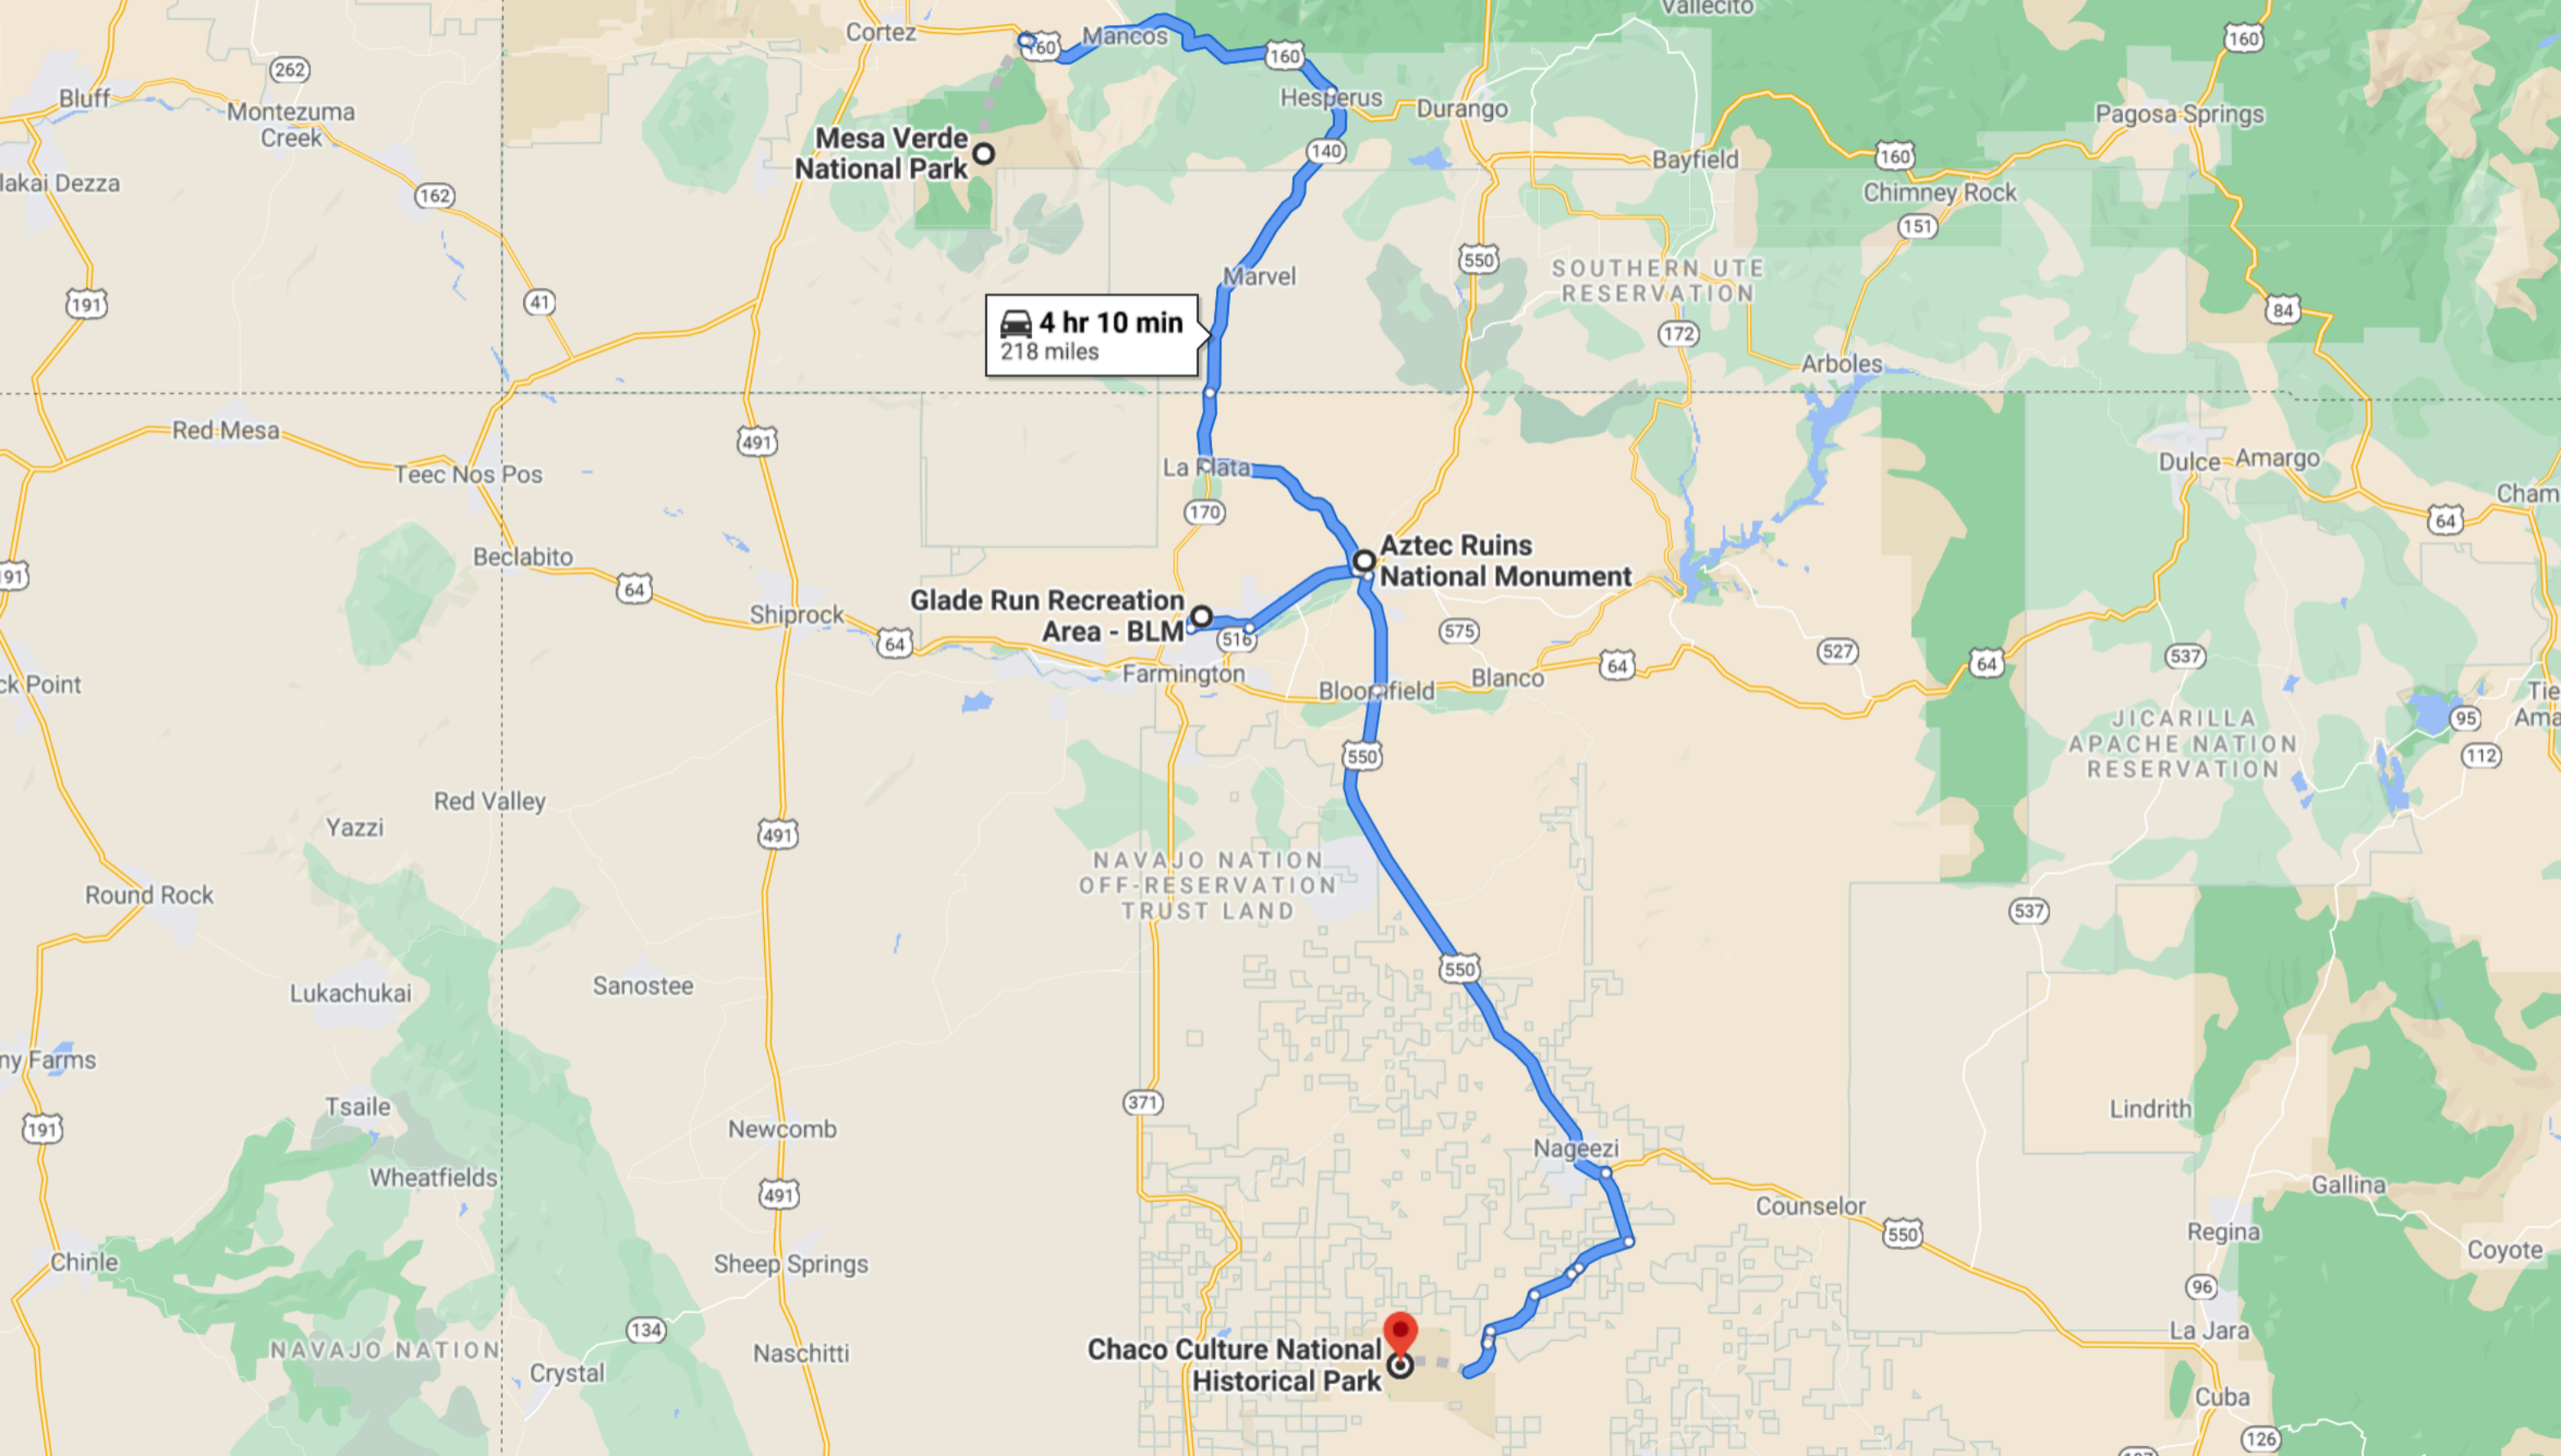 Vallecito
Cortez
160
Mancos
160
160
262
Bluff
Montezuma
Creek
Hesperus
Durango
Pagosa Springs
Mesa Verde
National Park
140
Bayfield
160
lakai Dezza
162
Chimney Rock
151
Marvel
550
SOUTHERN UTE
RESERVATION
191
41
4 hr 10 min
218 miles
84
172
Arboles
Red Mesa
491
Teec Nos Pos
La Plata
Dulce
Amargo
Cham
170
64
Aztec Ruins
National Monument
Beclabito
191
64
Glade Run Recreation
Area - BLM
Shiprock
516
575
64
527
537
64
64
Farmington
Blanco
Bloomfield
ck Point
Tie
Ama
95
JICARILLA
APACHE NATION
RESERVATION
112
550
Red Valley
Yazzi
491
NAVAJO NATION
OFF-RESERVATION
TRUST LAND
Round Rock
537
550
Lukachukai
Sanostee
ny Farms
Tsaile
371
191
Newcomb
Lindrith
Nageezi
Wheatfields
491
Gallina
Counselor
550
Regina
Coyote
Chinle
Sheep Springs
96
134
La Jara
NAVAJO NATION
Crystal
Naschitti
Chaco Culture National
Historical Park
Cuba
126